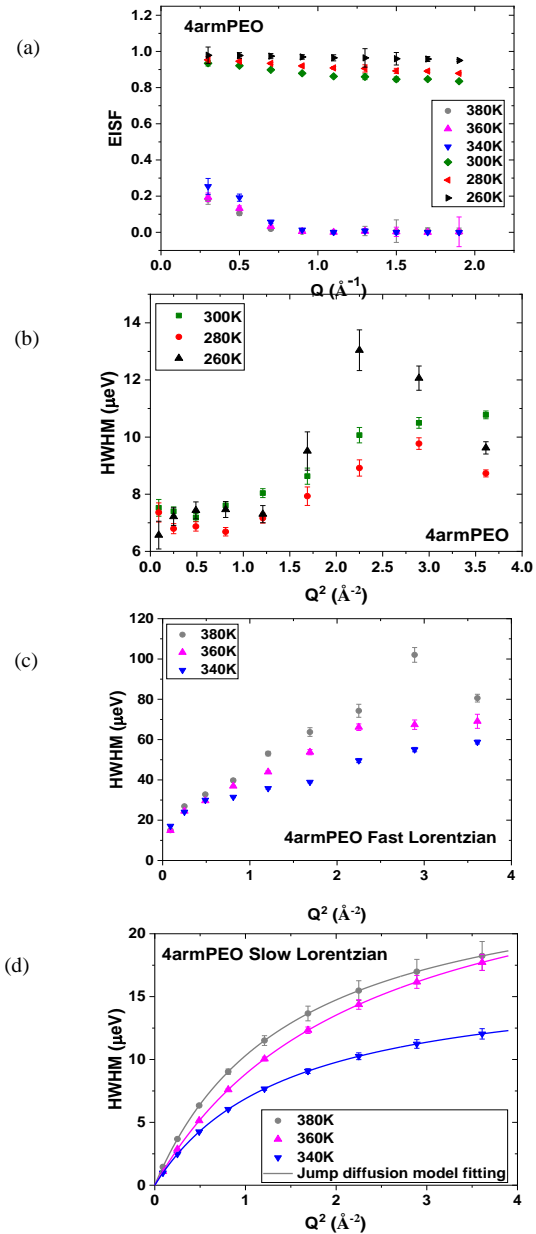 (a)
4armPEO
EISF
1.0
0.8
0.6
0.4
0.2
0.0
380K
360K
340K
300K
280K
260K
0.0 0.5 1.0 1.5 2.0
Q (Å⁻¹)
(b)
HWHM (μeV)
14
12
10
8
6
300K
280K
260K
4armPEO
0.0 0.5 1.0 1.5 2.0 2.5 3.0 3.5 4.0
Q² (Å⁻²)
(c)
HWHM (μeV)
120
100
80
60
40
20
0
380K
360K
340K
4armPEO Fast Lorentzian
0 1 2 3 4
Q² (Å⁻²)
(d)
HWHM (μeV)
20
15
10
5
0
4armPEO Slow Lorentzian
380K
360K
340K
Jump diffusion model fitting
0 1 2 3 4
Q² (Å⁻²)